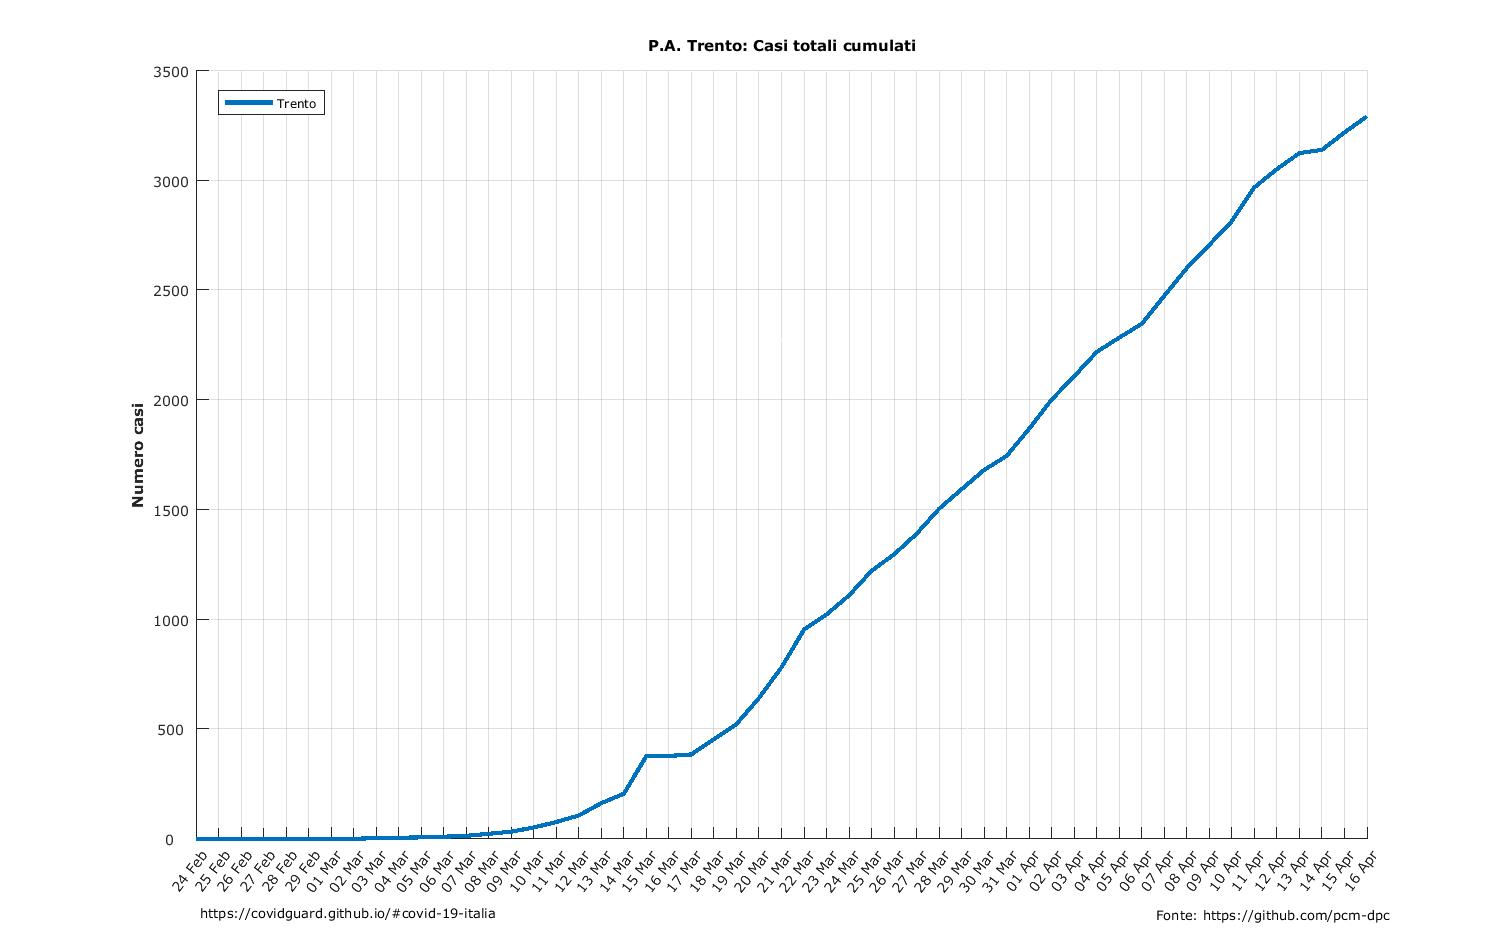 P.A. Trento: Casi totali cumulati
Trento
Numero casi
3500
3000
2500
2000
1500
1000
500
0
24 Feb
25 Feb
26 Feb
27 Feb
28 Feb
29 Feb
01 Mar
02 Mar
03 Mar
04 Mar
05 Mar
06 Mar
07 Mar
08 Mar
09 Mar
10 Mar
11 Mar
12 Mar
13 Mar
14 Mar
15 Mar
16 Mar
17 Mar
18 Mar
19 Mar
20 Mar
21 Mar
22 Mar
23 Mar
24 Mar
25 Mar
26 Mar
27 Mar
28 Mar
29 Mar
30 Mar
31 Mar
01 Apr
02 Apr
03 Apr
04 Apr
05 Apr
06 Apr
07 Apr
08 Apr
09 Apr
10 Apr
11 Apr
12 Apr
13 Apr
14 Apr
15 Apr
16 Apr
https://covidguard.github.io/#covid-19-italia
Fonte: https://github.com/pcm-dpc